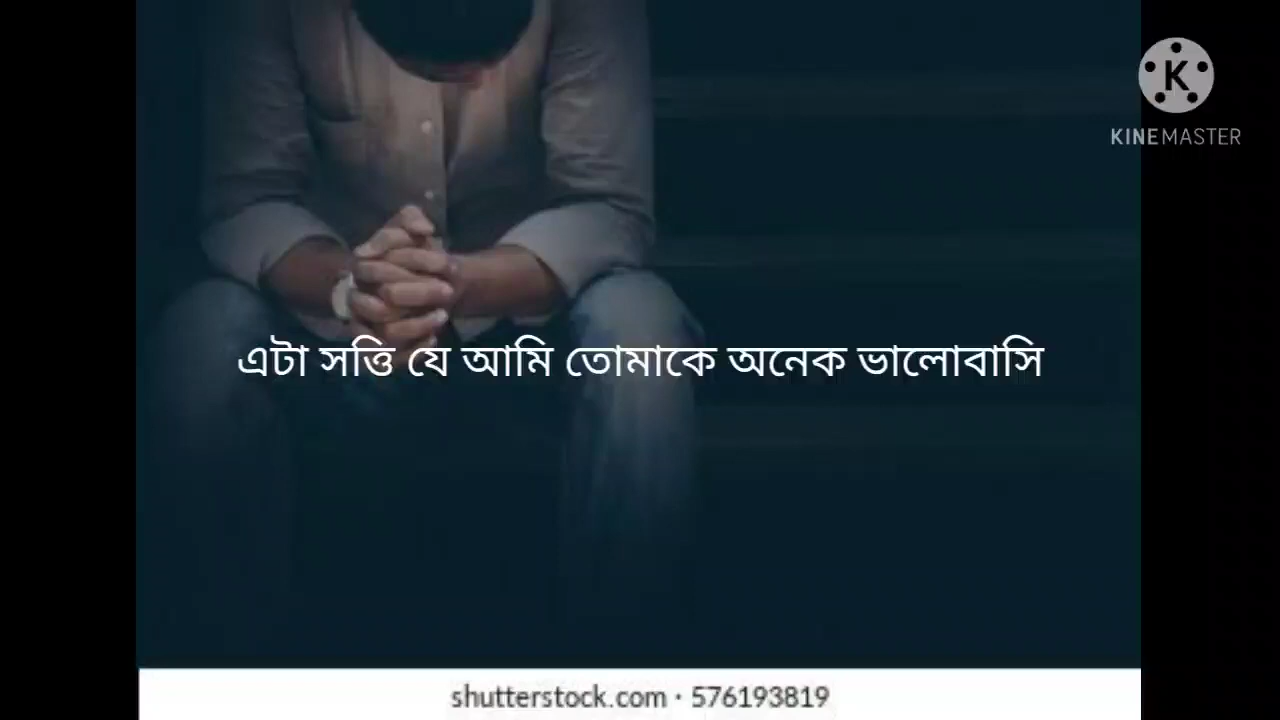 KINEMASTER
এটা সত্তি যে আমি তোমাকে অনেক ভালোবাসি
shutterstock.com · 576193819